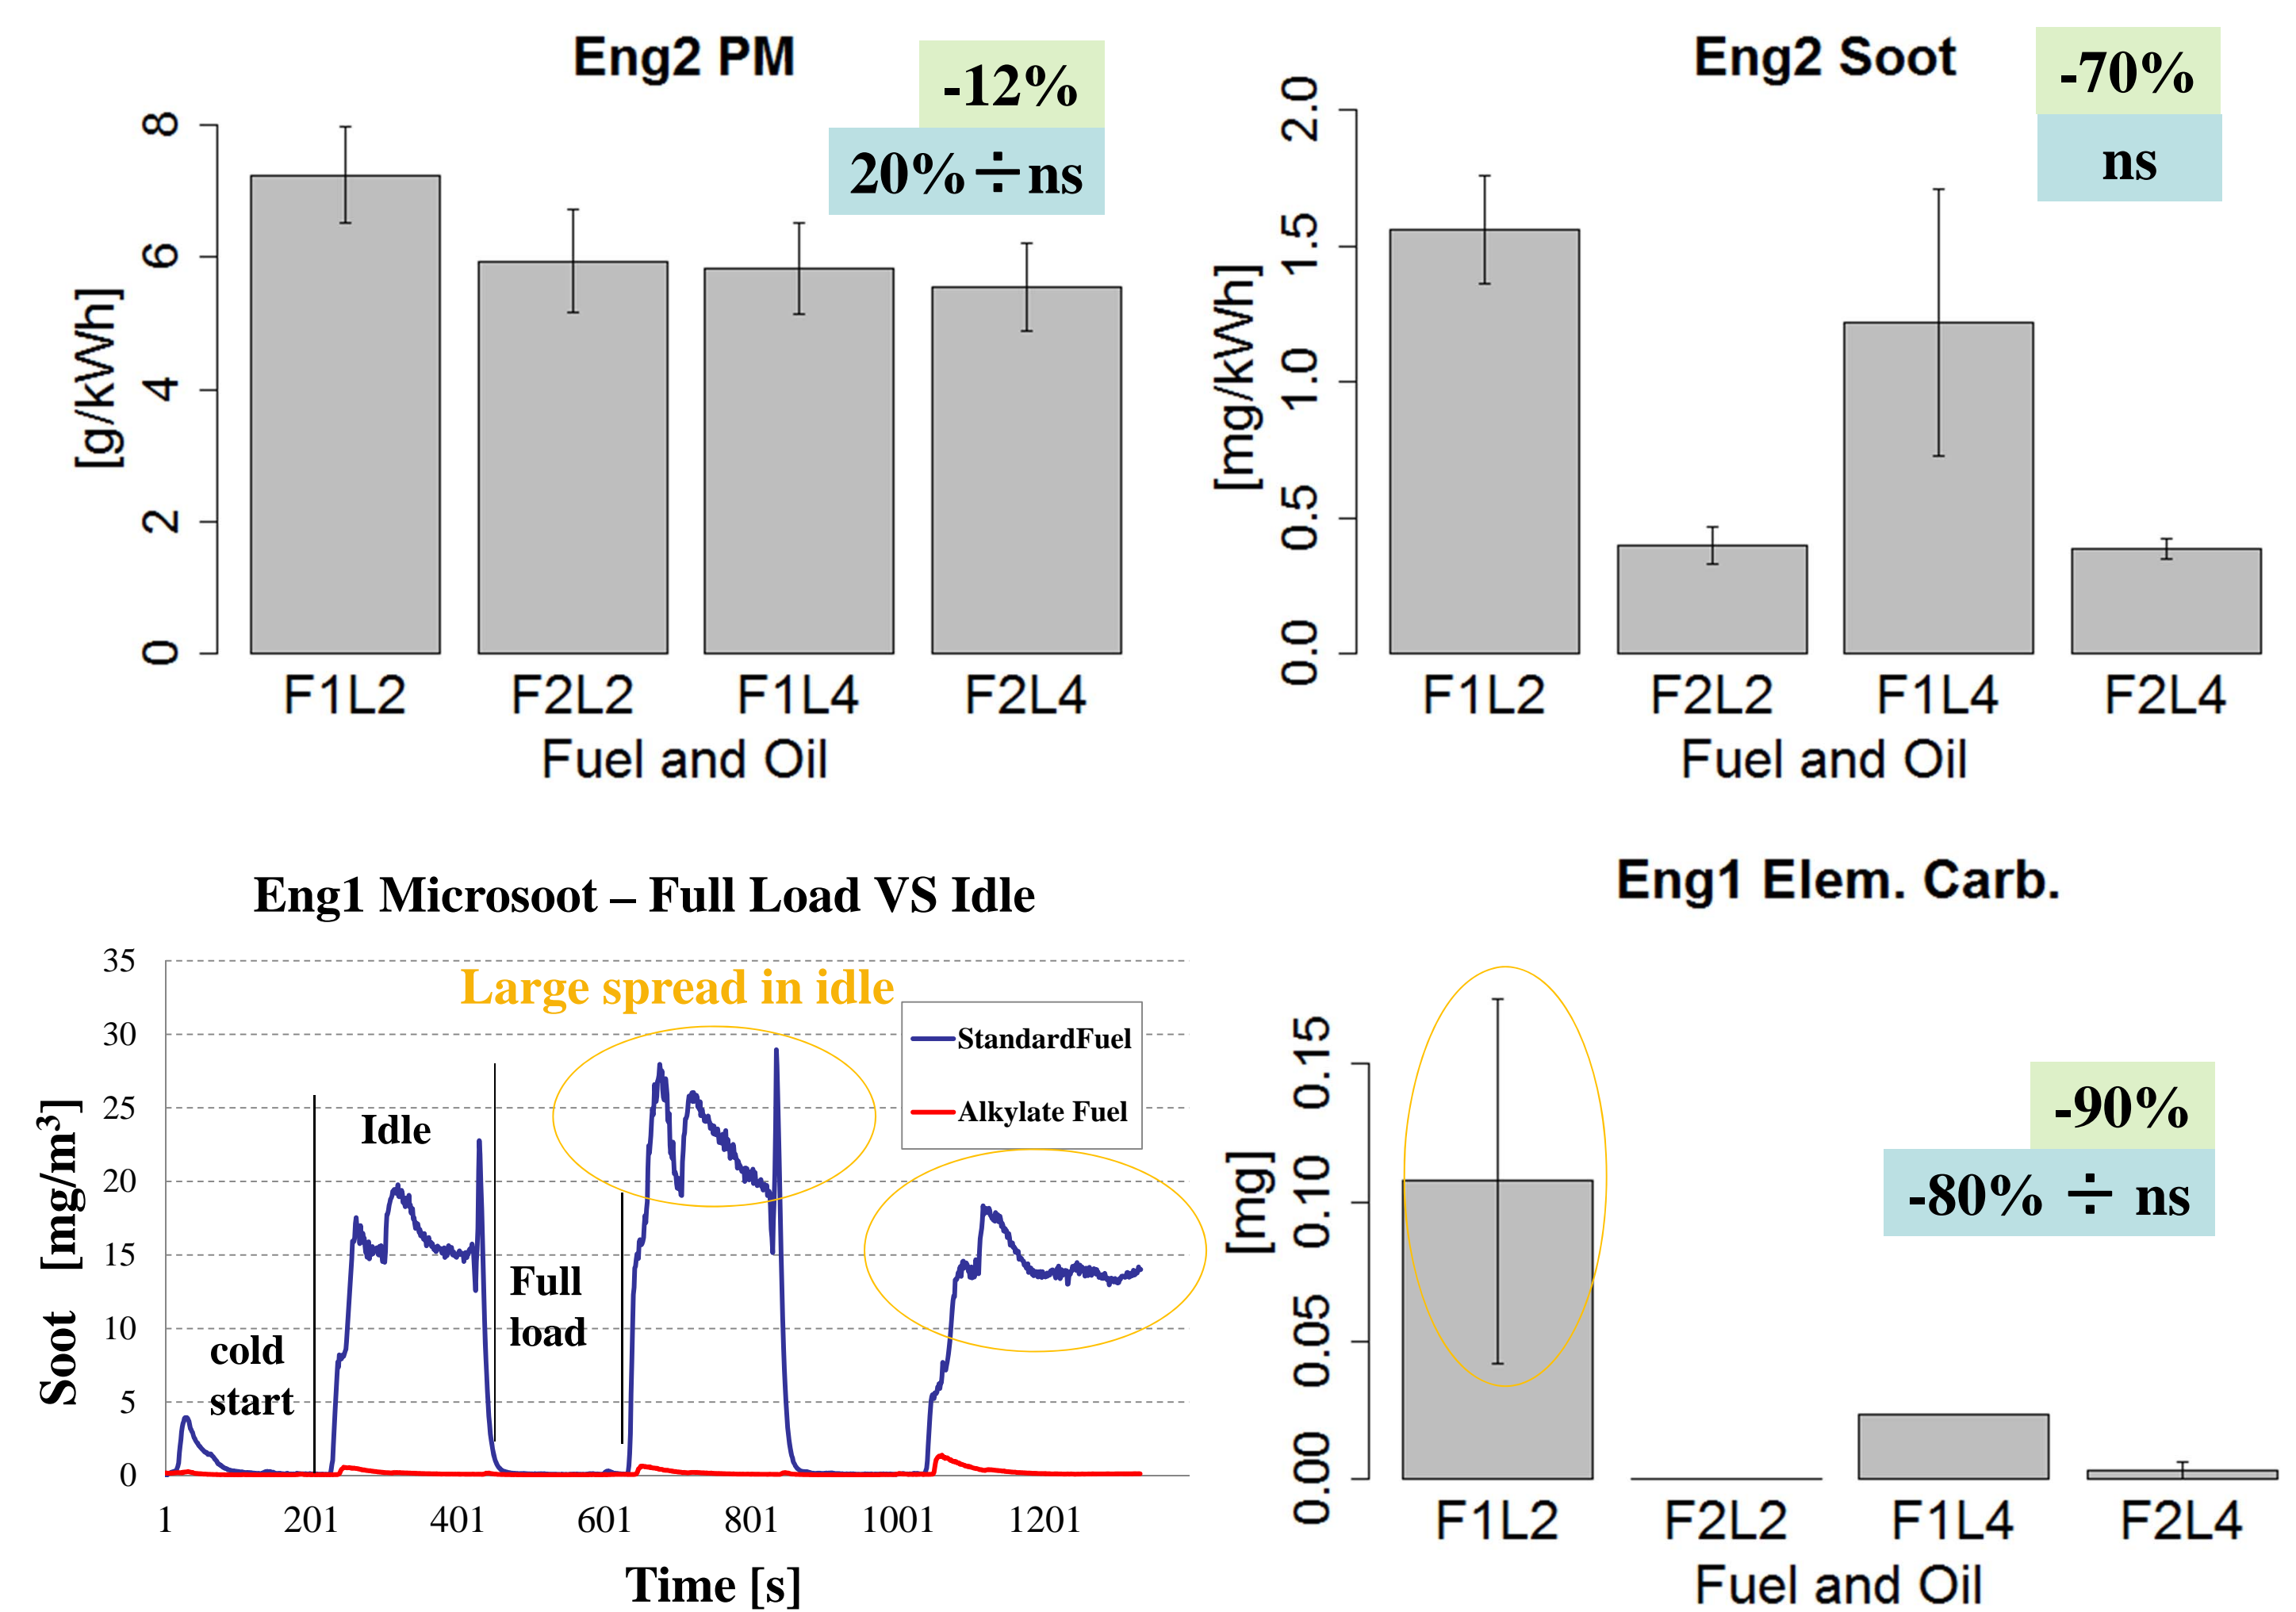 Eng2 PM
-12%
20%÷ns
8
6
4
2
0
[g/kWh]
F1L2 F2L2 F1L4 F2L4
Fuel and Oil
Eng2 Soot
-70%
ns
2.0
1.5
1.0
0.5
0.0
[mg/kWh]
F1L2 F2L2 F1L4 F2L4
Fuel and Oil
Eng1 Microsoot – Full Load VS Idle
35
30
25
20
15
10
5
0
Soot [mg/m³]
Large spread in idle
StandardFuel
Alkylate Fuel
Idle
Full
load
cold
start
1 201 401 601 801 1001 1201
Time [s]
Eng1 Elem. Carb.
-90%
-80% ÷ ns
0.15
0.10
0.05
0.00
[mg]
F1L2 F2L2 F1L4 F2L4
Fuel and Oil